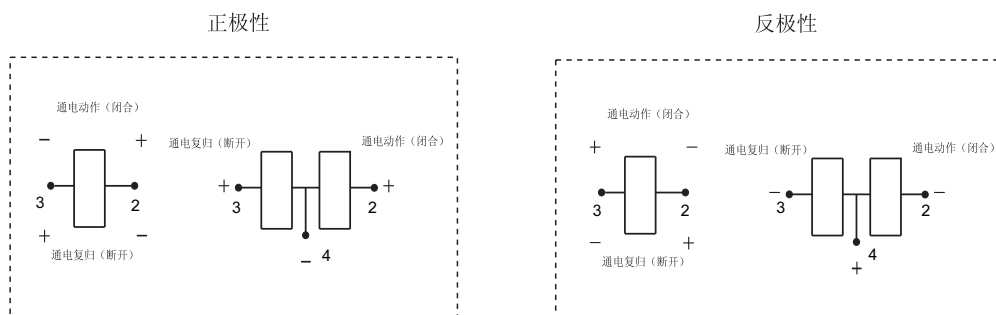 正极性
通电动作（闭合）
− +
3 2
+ −
通电复归（断开）
通电复归（断开）
通电动作（闭合）
+ +
3 2
− 4
反极性
通电动作（闭合）
+ −
3 2
− +
通电复归（断开）
通电复归（断开）
通电动作（闭合）
− −
3 2
4
+